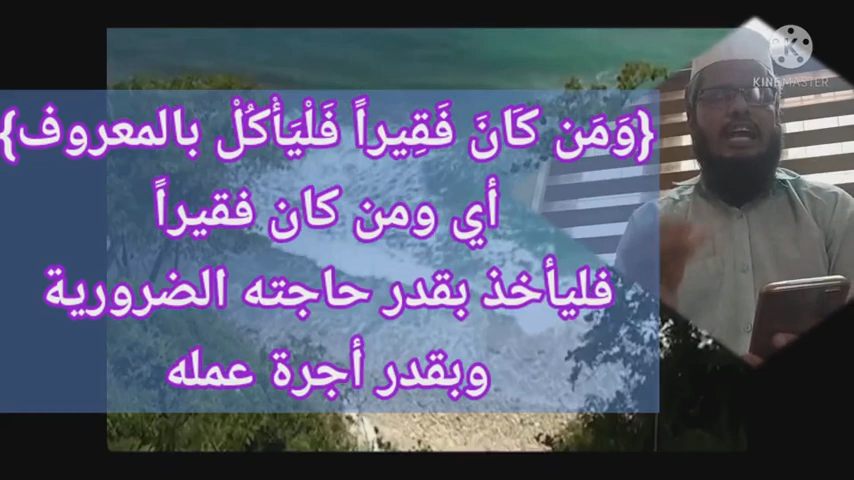 {وَمَن كَانَ فَقِيراً فَلْيَأْكُلْ بالمعروف}
أي ومن كان فقيراً
فليأخذ بقدر حاجته الضرورية
وبقدر أجرة عمله
K
KINEMASTER